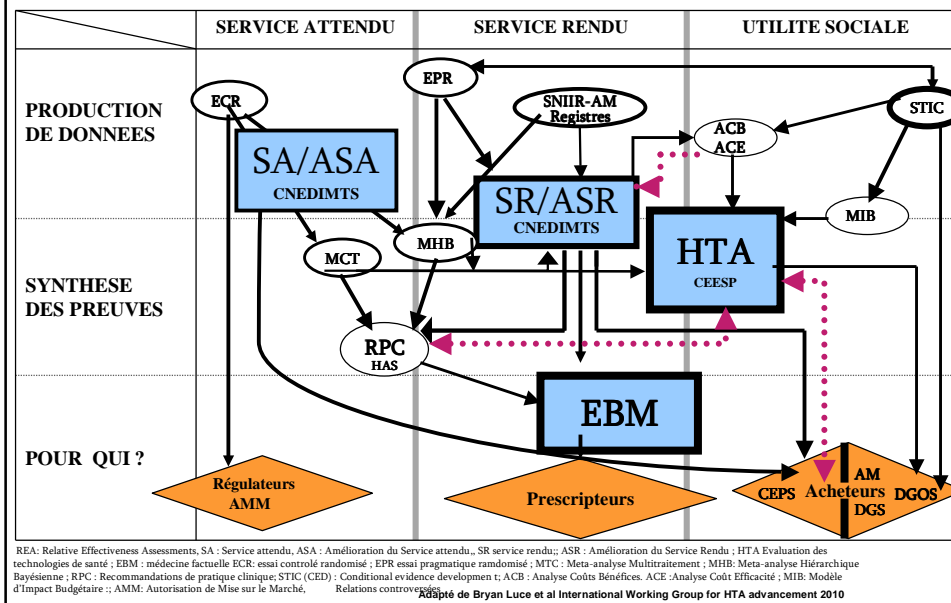 SERVICE ATTENDU
SERVICE RENDU
UTILITE SOCIALE
PRODUCTION
DE DONNEES
ECR
EPR
SNIIR-AM
Registres
ACB
ACE
STIC
SA/ASA
CNEDIMTS
SR/ASR
CNEDIMTS
MIB
SYNTHESE
DES PREUVES
MCT
MHB
HTA
CEESP
RPC
HAS
EBM
POUR QUI ?
Régulateurs
AMM
Prescripteurs
CEPS
AM
Acheteurs
DGS
DGOS
REA: Relative Effectiveness Assessments, SA : Service attendu, ASA : Amélioration du Service attendu,, SR service rendu;; ASR : Amélioration du Service Rendu ; HTA Evaluation des
technologies de santé ; EBM : médecine factuelle ECR: essai controlé randomisé ; EPR essai pragmatique ramdomisé ; MTC : Meta-analyse Multitraitement ; MHB: Meta-analyse Hiérarchique
Bayésienne ; RPC : Recommandations de pratique clinique; STIC (CED) : Conditional evidence developmen t; ACB : Analyse Coûts Bénéfices. ACE :Analyse Coût Efficacité ; MIB: Modèle
d'Impact Budgétaire :; AMM: Autorisation de Mise sur le Marché, Relations controversées
Adapté de Bryan Luce et al International Working Group for HTA advancement 2010